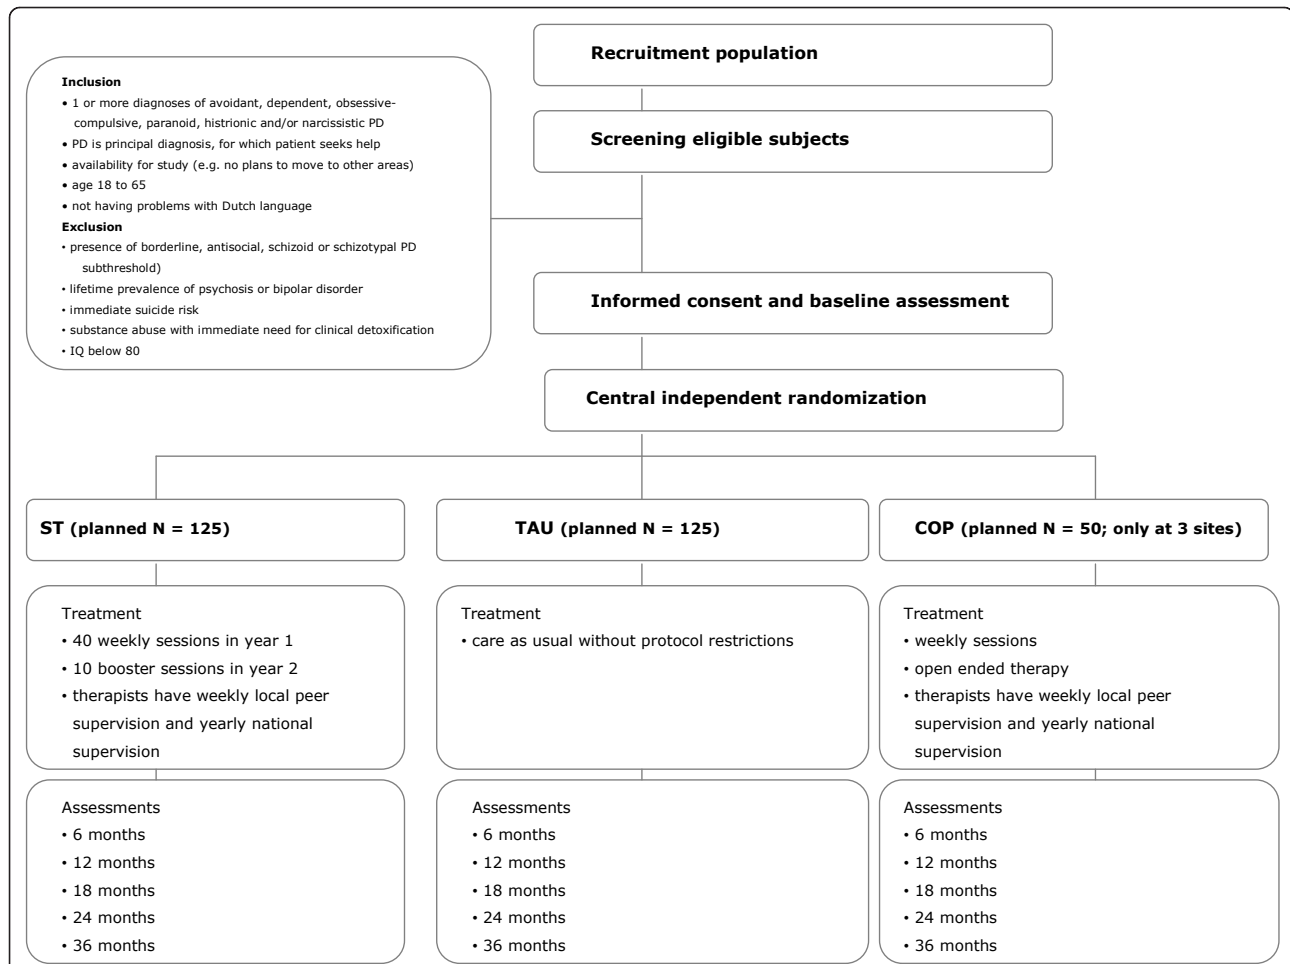 Recruitment population
Screening eligible subjects
Inclusion
• 1 or more diagnoses of avoidant, dependent, obsessive-
compulsive, paranoid, histrionic and/or narcissistic PD
• PD is principal diagnosis, for which patient seeks help
• availability for study (e.g. no plans to move to other areas)
• age 18 to 65
• not having problems with Dutch language
Exclusion
• presence of borderline, antisocial, schizoid or schizotypal PD
subthreshold)
• lifetime prevalence of psychosis or bipolar disorder
• immediate suicide risk
• substance abuse with immediate need for clinical detoxification
• IQ below 80
Informed consent and baseline assessment
Central independent randomization
ST (planned N = 125)
TAU (planned N = 125)
COP (planned N = 50; only at 3 sites)
Treatment
• 40 weekly sessions in year 1
• 10 booster sessions in year 2
• therapists have weekly local peer
supervision and yearly national
supervision
Treatment
• care as usual without protocol restrictions
Treatment
• weekly sessions
• open ended therapy
• therapists have weekly local peer
supervision and yearly national
supervision
Assessments
• 6 months
• 12 months
• 18 months
• 24 months
• 36 months
Assessments
• 6 months
• 12 months
• 18 months
• 24 months
• 36 months
Assessments
• 6 months
• 12 months
• 18 months
• 24 months
• 36 months